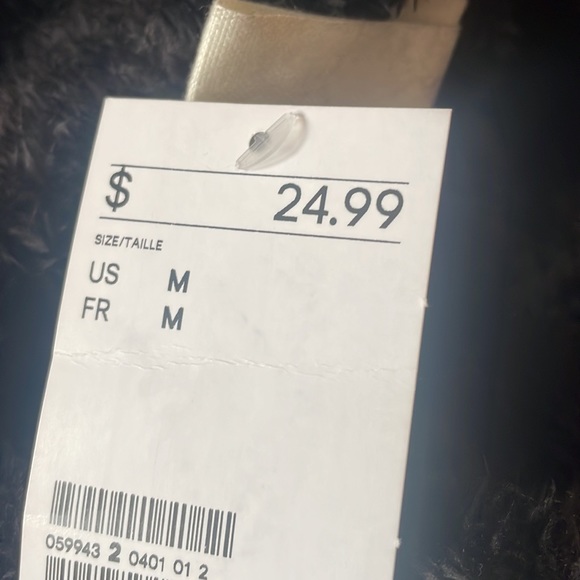 $ 24.99
SIZE/TAILLE
US M
FR M
059943 2 0401 01 2